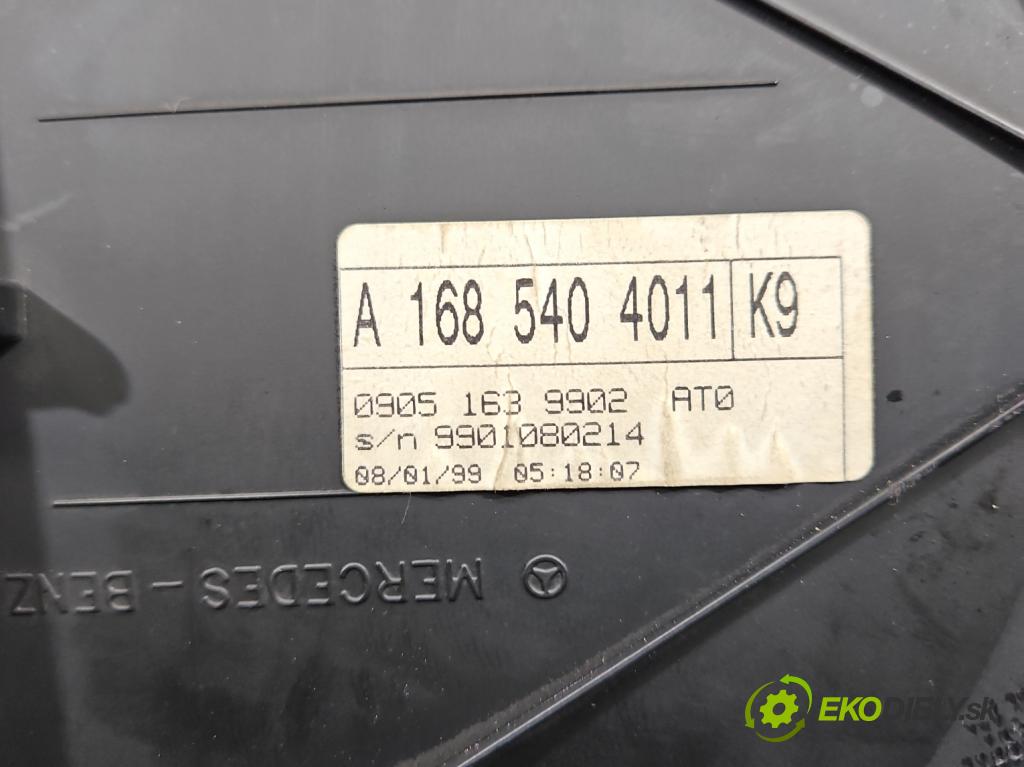 A 168 540 4011 K9
0905 163 9902 AT0
s/n 9901080214
08/01/99 05:18:07
MERCEDES-BENZ
EKODIELY.sk